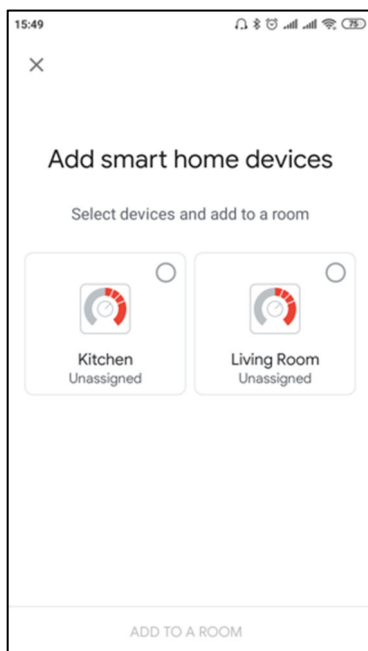 15:49
75
Add smart home devices
Select devices and add to a room
Kitchen
Unassigned
Living Room
Unassigned
ADD TO A ROOM